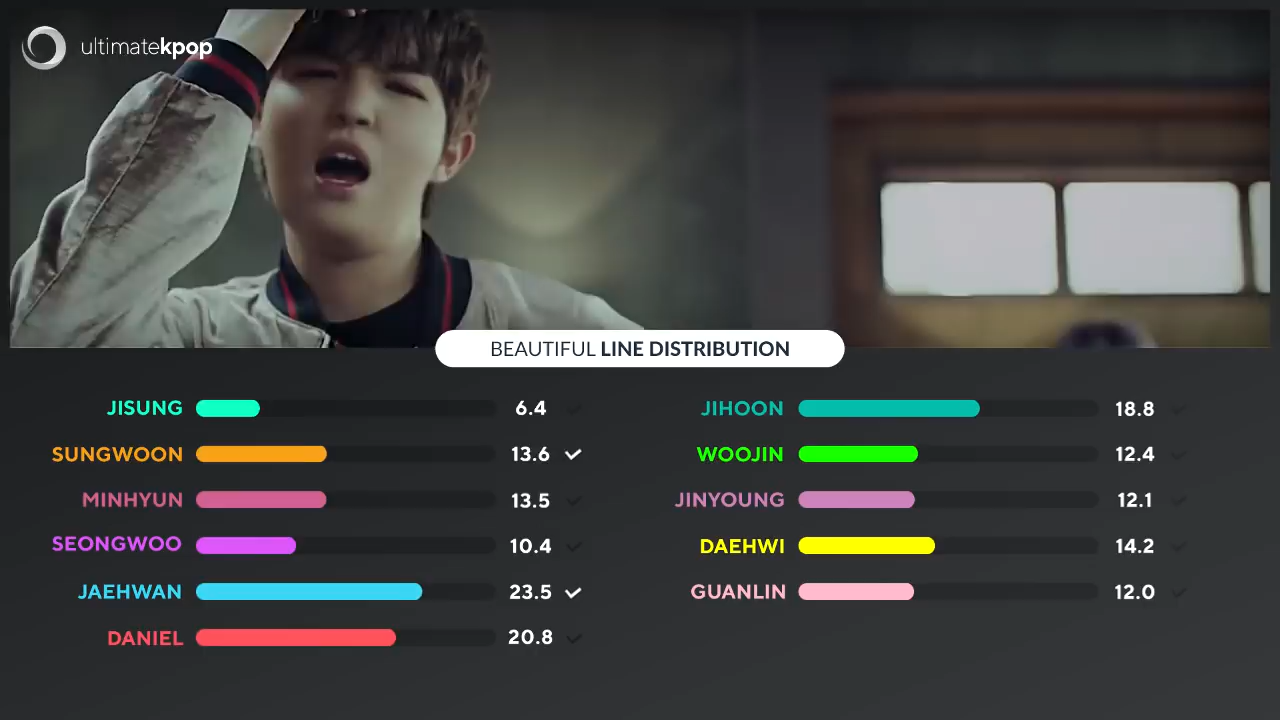 ultimatekpop
BEAUTIFUL LINE DISTRIBUTION
JISUNG 6.4
SUNGWOON 13.6
MINHYUN 13.5
SEONGWOO 10.4
JAEHWAN 23.5
DANIEL 20.8
JIHOON 18.8
WOOJIN 12.4
JINYOUNG 12.1
DAEHWI 14.2
GUANLIN 12.0